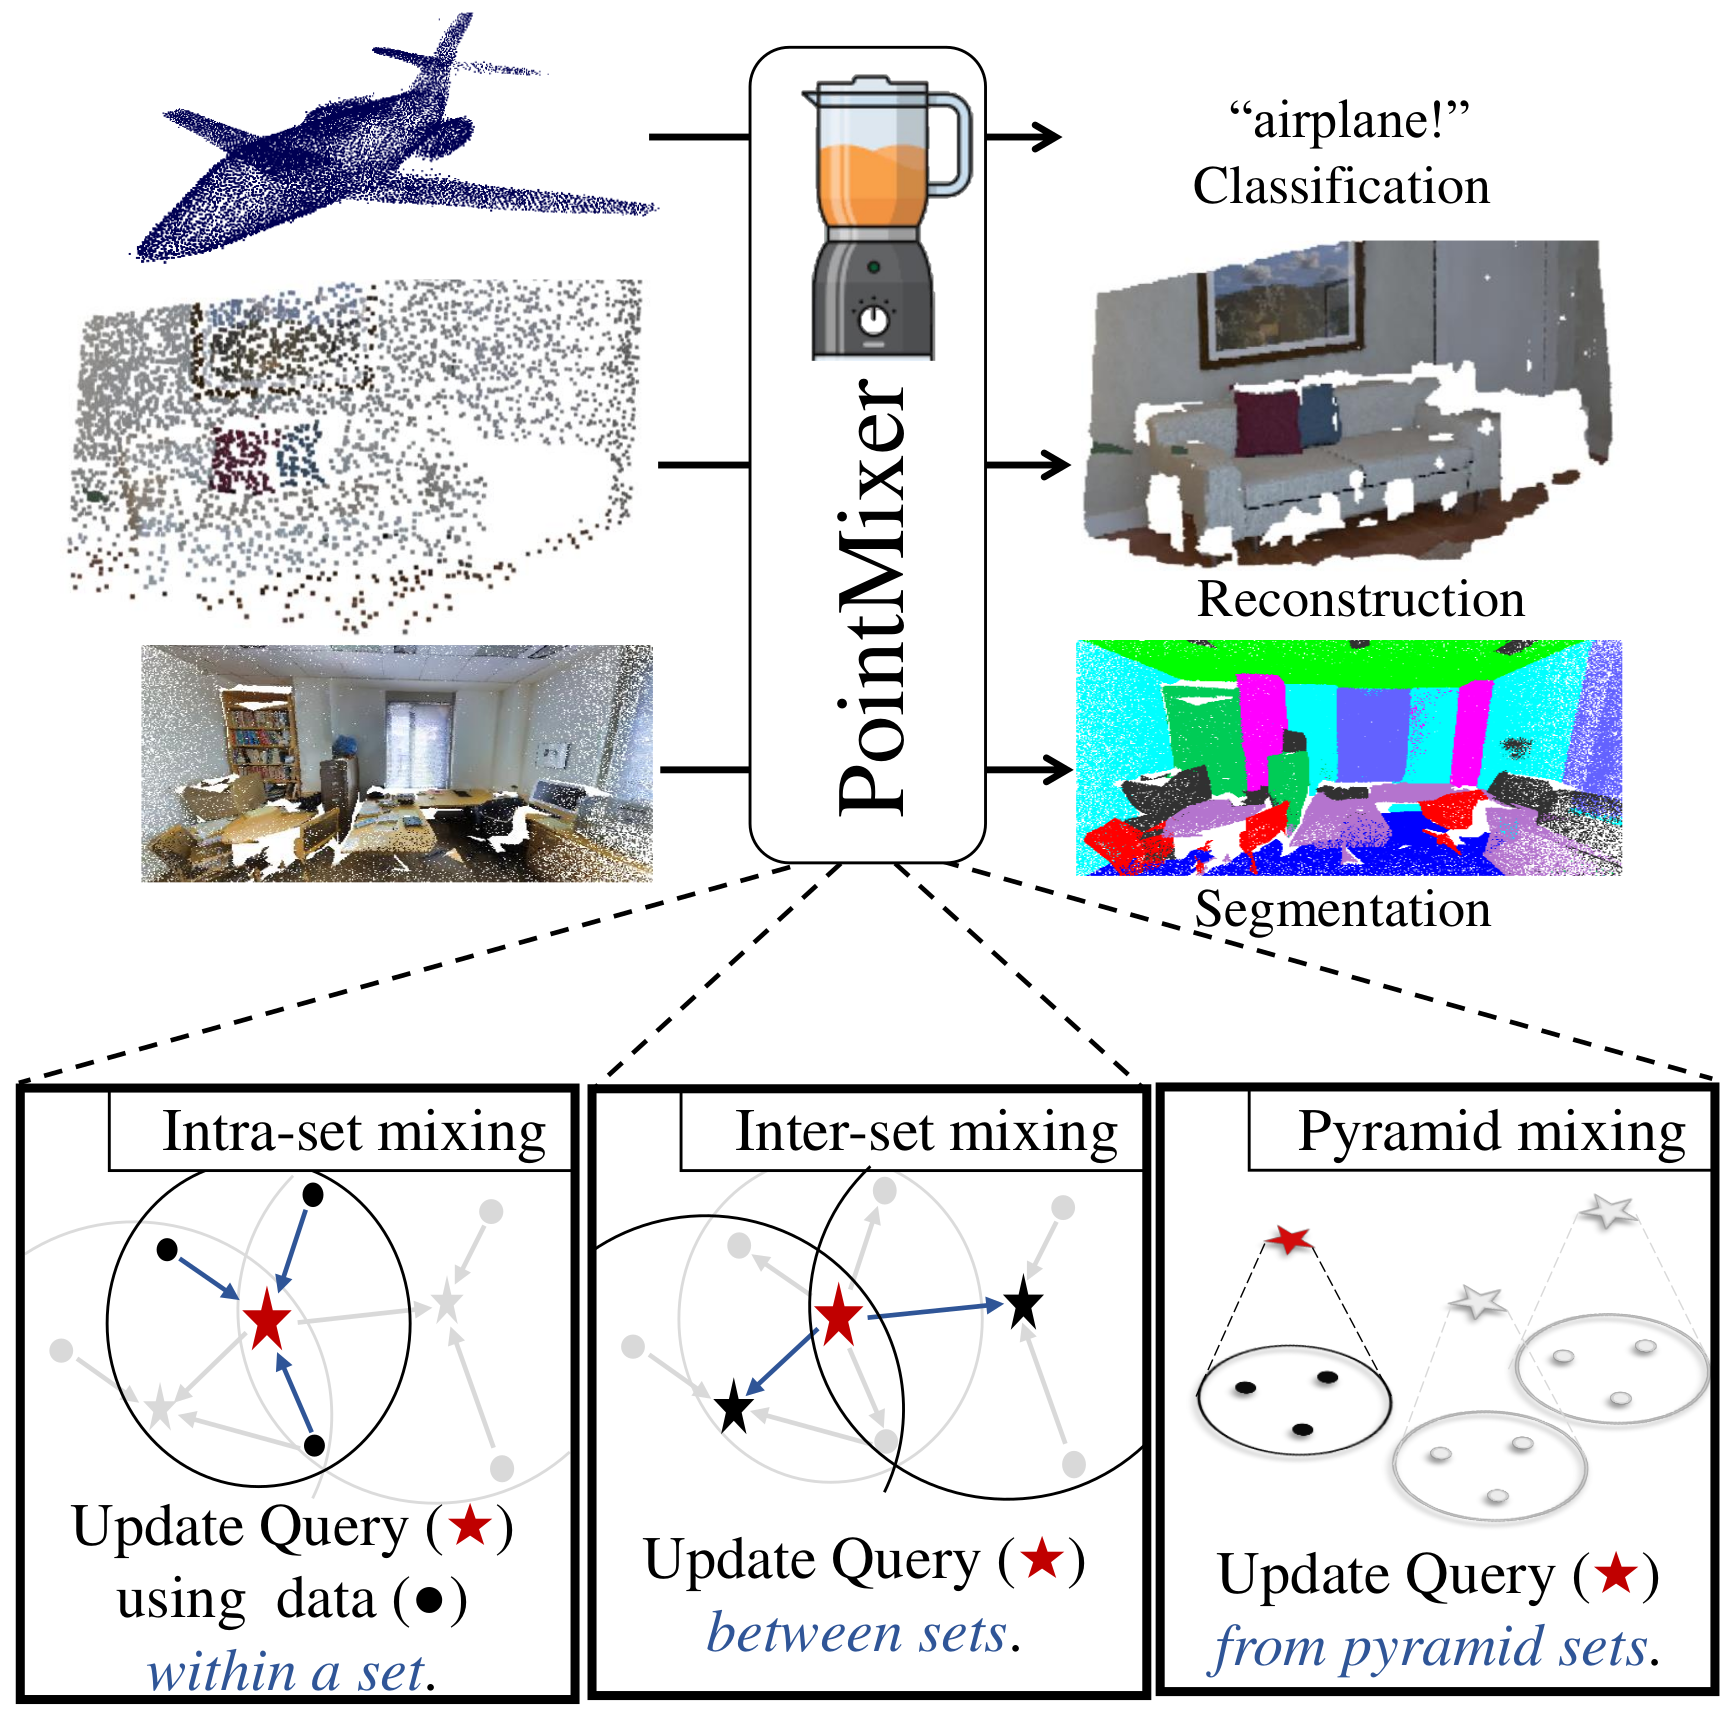 “airplane!”
Classification
PointMixer
Reconstruction
Segmentation
Intra-set mixing
Update Query (★)
using data (●)
within a set.
Inter-set mixing
Update Query (★)
between sets.
Pyramid mixing
Update Query (★)
from pyramid sets.